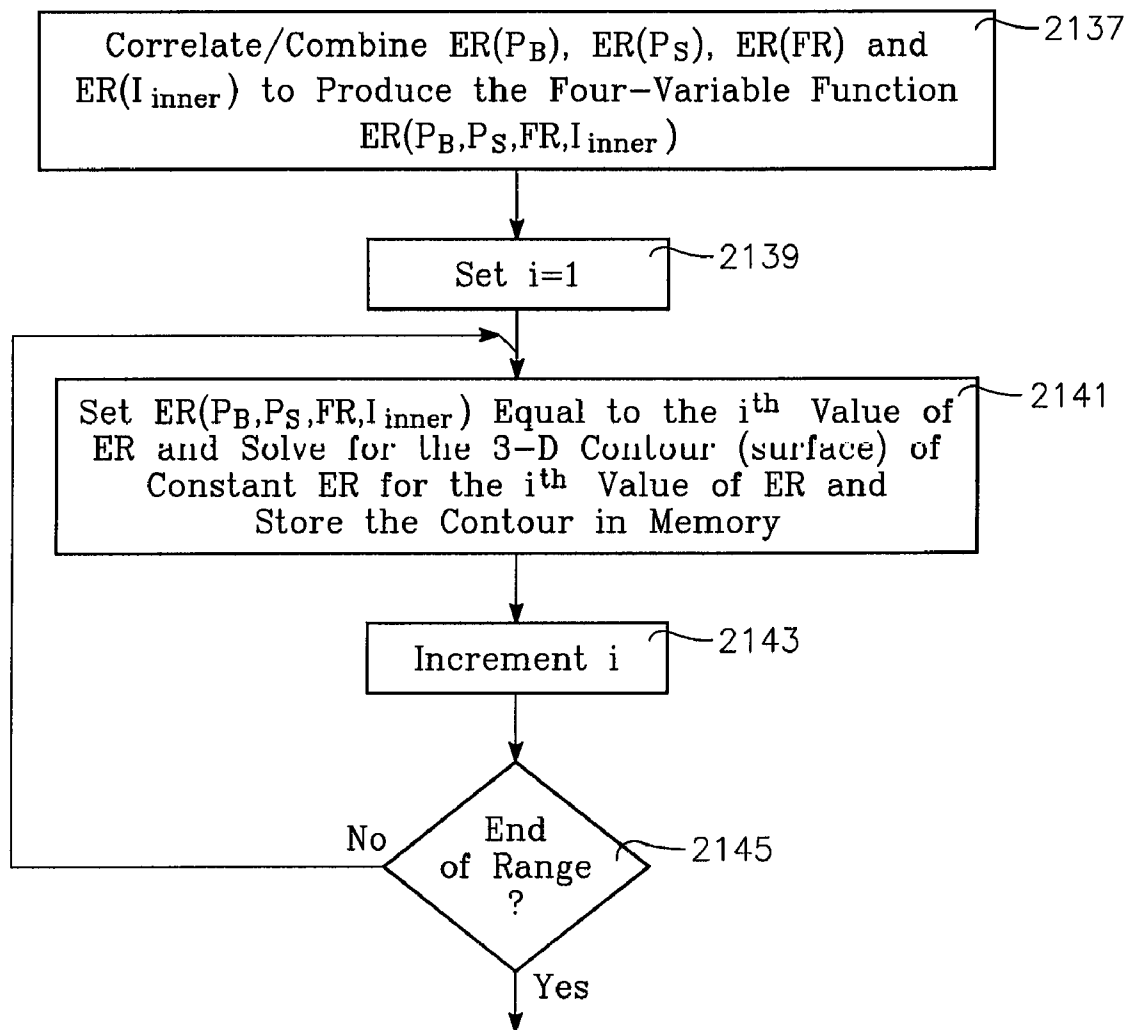 Correlate/Combine ER(P_B), ER(P_S), ER(FR) and 2137
ER(I_inner) to Produce the Four-Variable Function
ER(P_B,P_S,FR,I_inner)
Set i=1 2139
Set ER(P_B,P_S,FR,I_inner) Equal to the i^th Value of 2141
ER and Solve for the 3-D Contour (surface) of
Constant ER for the i^th Value of ER and
Store the Contour in Memory
Increment i 2143
No
End
of Range 2145
?
Yes